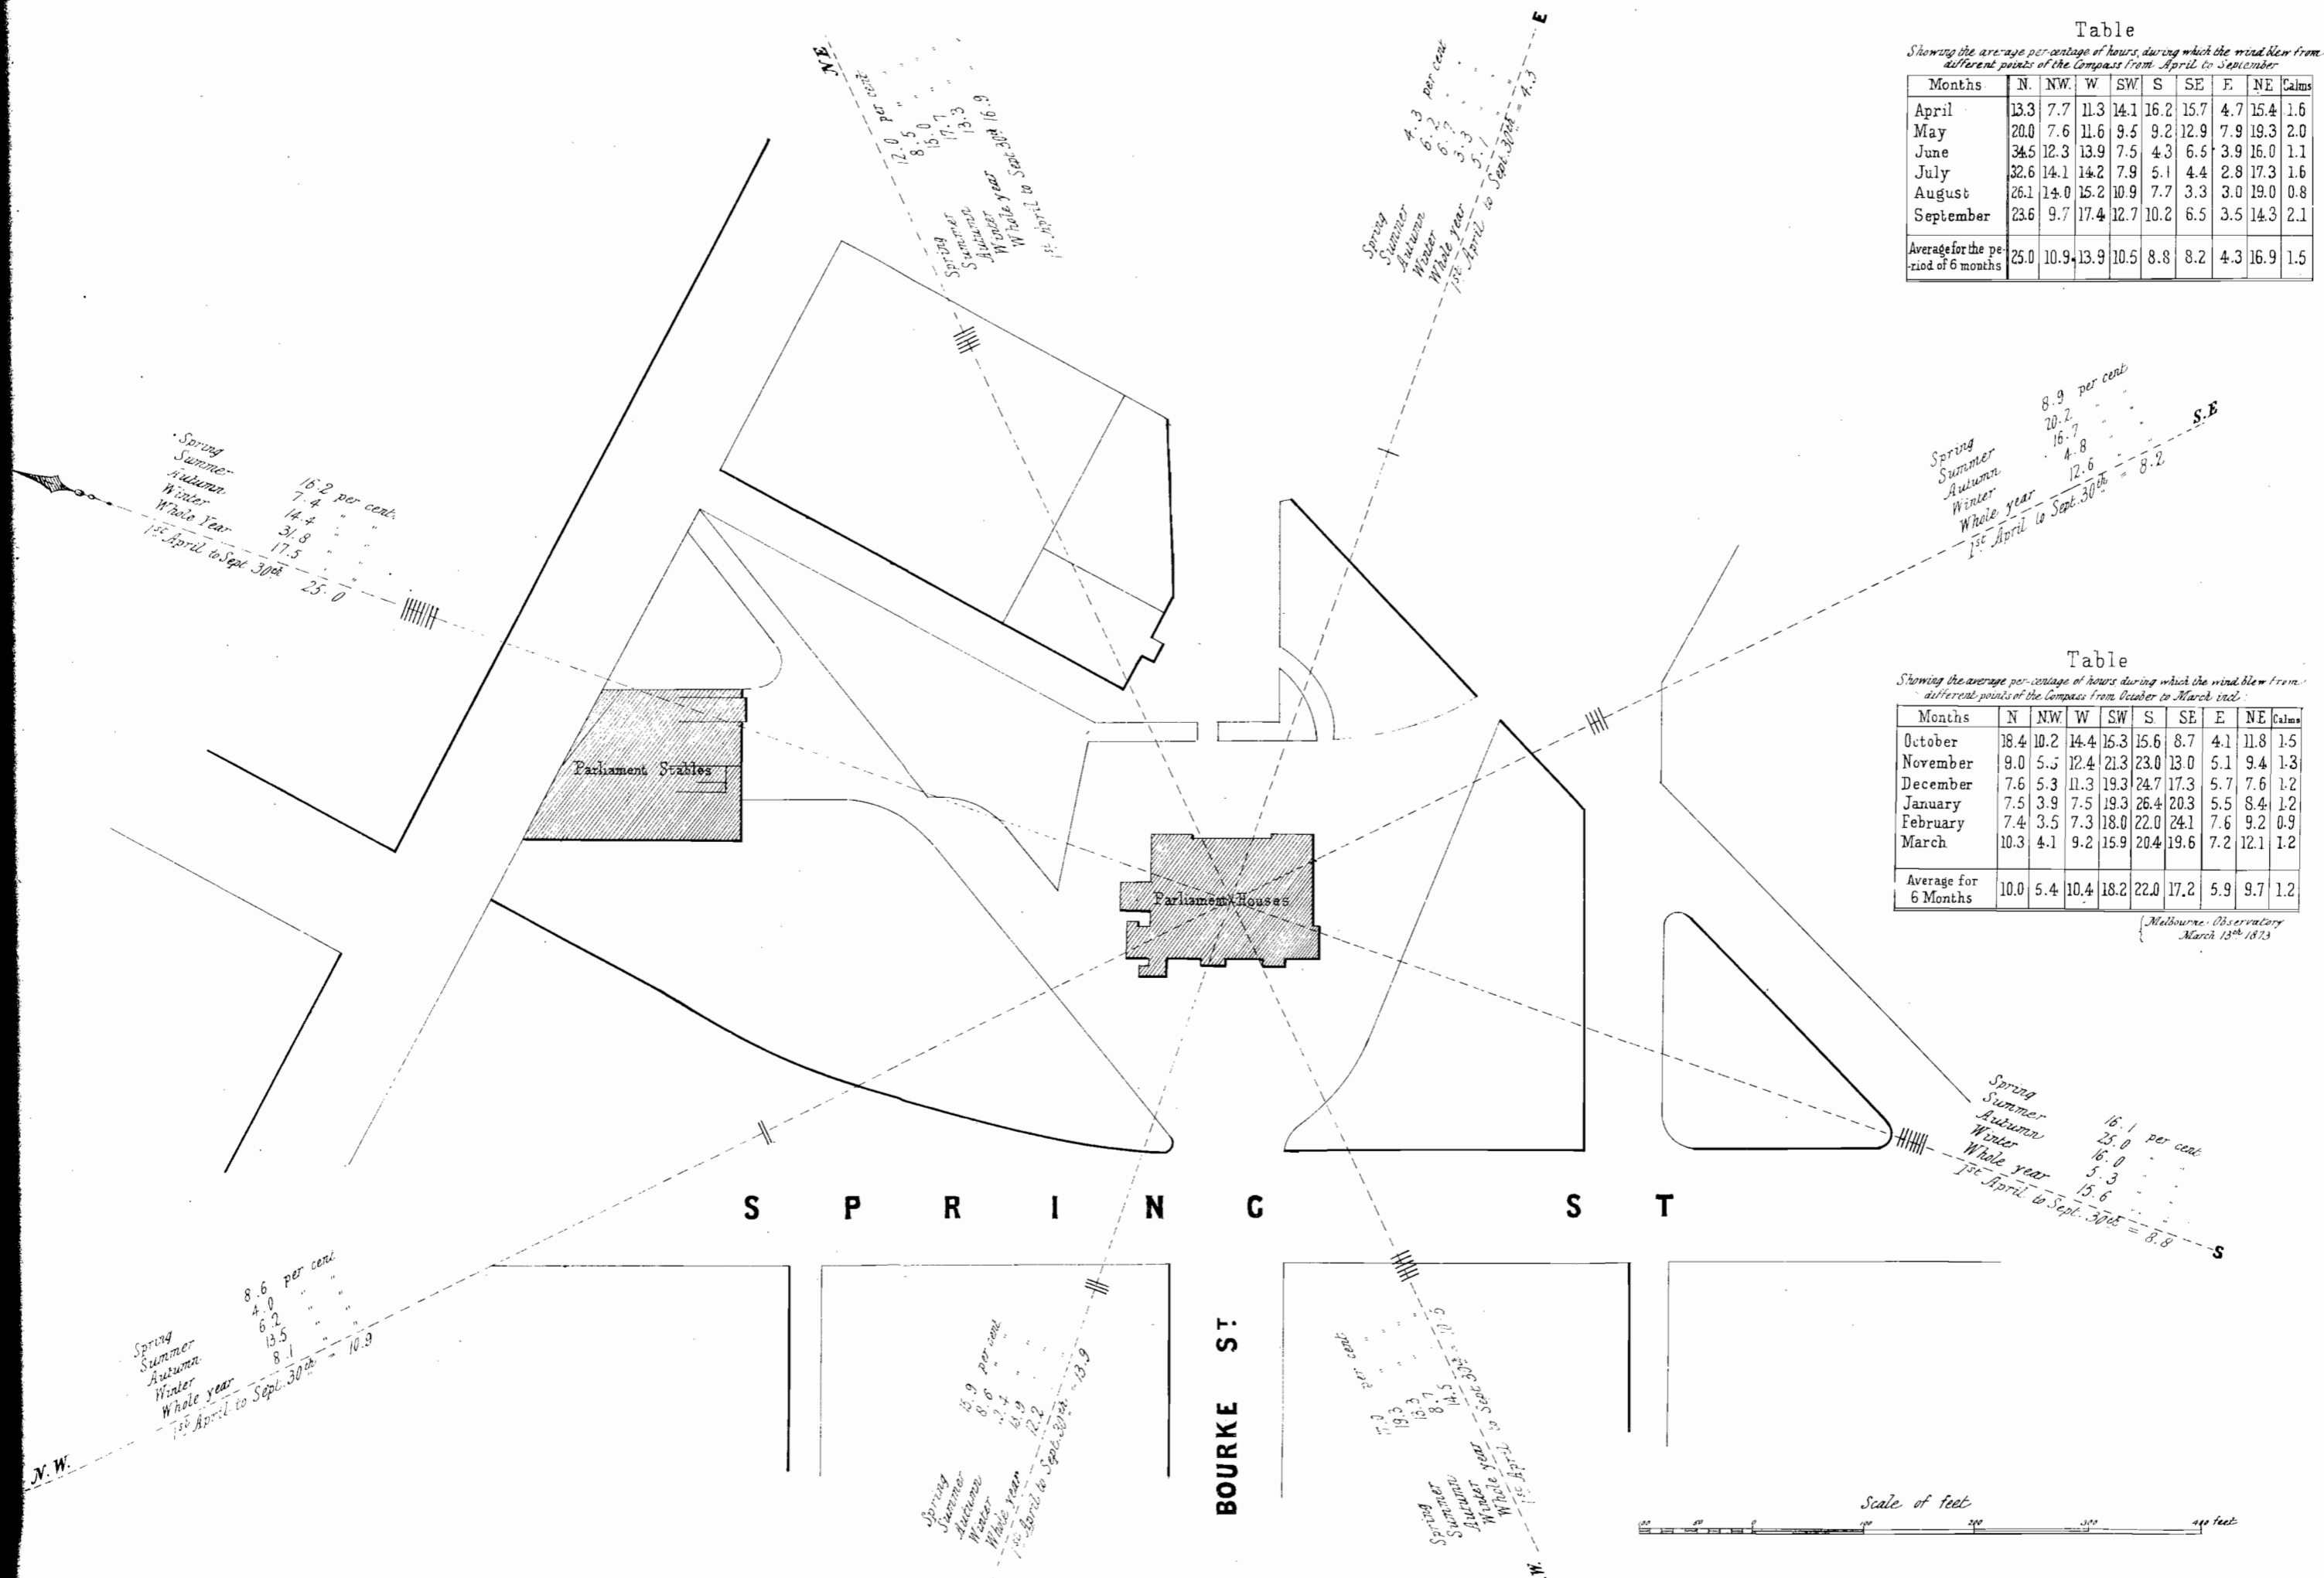 Table
Showing the average per-centage of hours, during which the wind blew from
different points of the Compass from April to September
Months N. N.W. W. S.W. S S.E E. NE Calms
April 13.3 7.7 11.3 14.1 16.2 15.7 4.7 15.4 1.6
May 20.0 7.6 11.6 9.5 9.2 12.9 7.9 19.3 2.0
June 34.5 12.3 13.9 7.5 4.3 6.5 3.9 16.0 1.1
July 32.6 14.1 14.2 7.9 5.1 4.4 2.8 17.3 1.6
August 26.1 14.0 15.2 10.9 7.7 3.3 3.0 19.0 0.8
September 23.6 9.7 17.4 12.7 10.2 6.5 3.5 14.3 2.1
Average for the pe-
-riod of 6 months 25.0 10.9 13.9 10.5 8.8 8.2 4.3 16.9 1.5
NE
Spring 12.0 per cent.
Summer 8.5 " "
Autumn 15.0 " "
Winter 17.7 " "
Whole year 13.3 " "
1st April to Sept. 30th 16.9
E
Spring 4.3 per cent
Summer 6.2 " "
Autumn 6.7 " "
Winter 3.3 " "
Whole year 5.1 " "
1st April to Sept. 30th = 4.3
S.E
Spring 8.9 per cent
Summer 20.2 " "
Autumn 16.7 " "
Winter 4.8 " "
Whole year 12.6 " "
1st April to Sept. 30th = 8.2
Spring 16.2 per cent.
Summer 7.4 " "
Autumn 14.4 " "
Winter 31.8 " "
Whole Year 17.5 " "
1st April to Sept 30th 25.0
Table
Showing the average per-centage of hours during which the wind blew from
different points of the Compass from October to March incl:
Months N N.W. W S.W S. SE E N.E Calms
October 18.4 10.2 14.4 15.3 15.6 8.7 4.1 11.8 1.5
November 9.0 5.5 12.4 21.3 23.0 13.0 5.1 9.4 1.3
December 7.6 5.3 11.3 19.3 24.7 17.3 5.7 7.6 1.2
January 7.5 3.9 7.5 19.3 26.4 20.3 5.5 8.4 1.2
February 7.4 3.5 7.3 18.0 22.0 24.1 7.6 9.2 0.9
March 10.3 4.1 9.2 15.9 20.4 19.6 7.2 12.1 1.2
Average for
6 Months 10.0 5.4 10.4 18.2 22.0 17.2 5.9 9.7 1.2
Melbourne Observatory
March 13th 1873
Parliament Stables
Parliament Houses
Spring 16.1 per cent
Summer 25.0 " "
Autumn 16.0 " "
Winter 5.3 " "
Whole year 15.6 " "
1st April to Sept. 30th = 8.8
S
SPRING ST
Spring 8.6 per cent
Summer 4.0 " "
Autumn 6.2 " "
Winter 13.5 " "
Whole year 8.1 " "
1st April to Sept. 30th = 10.9
N.W.
Spring 13.9 per cent
Summer 8.6 " "
Autumn
Winter
Whole year 12.2 " "
1st April to Sept. 30th = 13.9
BOURKE ST
Spring per cent.
Summer 19.3 " "
Autumn 13.3 " "
Winter 8.7 " "
Whole year 14.5 " "
1st April to Sept 30th = 10.5
W.
Scale of feet
100 50 0 100 200 300 400 feet